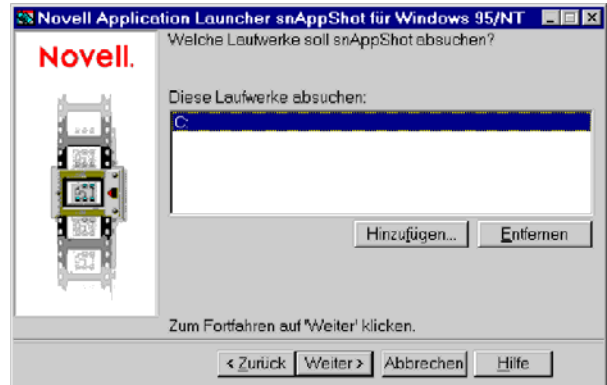 Novell Application Launcher snAppShot für Windows 95/NT
Novell.
Welche Laufwerke soll snAppShot absuchen?
Diese Laufwerke absuchen:
C:
Hinzufügen...
Entfernen
Zum Fortfahren auf 'Weiter' klicken.
< Zurück
Weiter >
Abbrechen
Hilfe